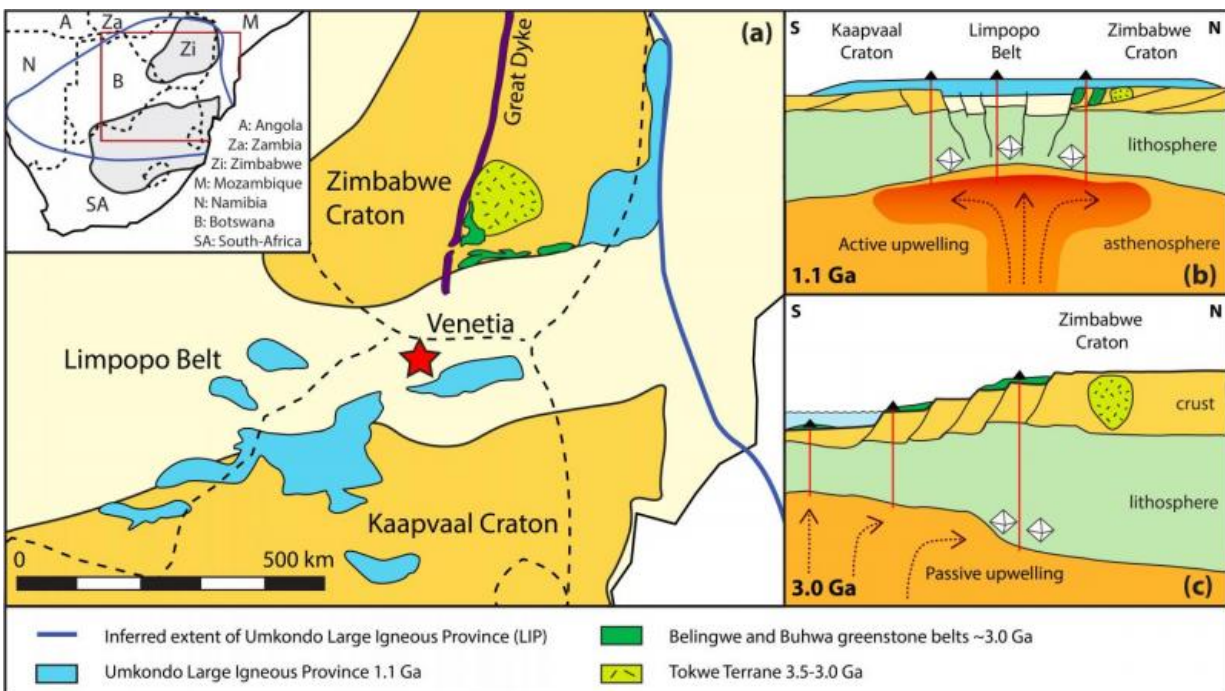 A
Za
M
Zi
N
B
SA
A: Angola
Za: Zambia
Zi: Zimbabwe
M: Mozambique
N: Namibia
B: Botswana
SA: South-Africa
(a)
Great Dyke
Zimbabwe
Craton
Venetia
Limpopo Belt
Kaapvaal Craton
0
500 km
S
Kaapvaal
Craton
Limpopo
Belt
Zimbabwe
Craton
N
lithosphere
Active upwelling
asthenosphere
1.1 Ga
(b)
S
N
Zimbabwe
Craton
crust
lithosphere
Passive upwelling
3.0 Ga
(c)
Inferred extent of Umkondo Large Igneous Province (LIP)
Umkondo Large Igneous Province 1.1 Ga
Belingwe and Buhwa greenstone belts ~3.0 Ga
Tokwe Terrane 3.5-3.0 Ga